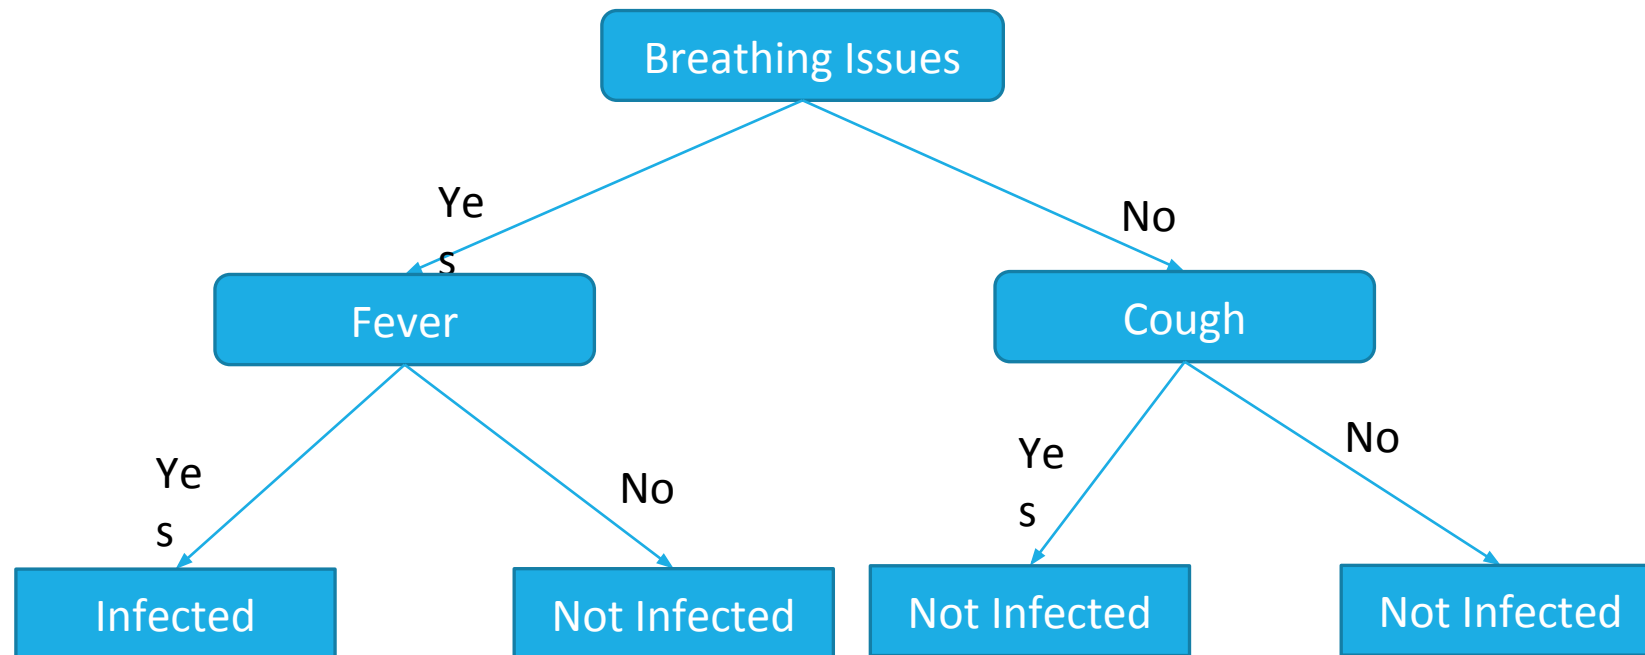 Breathing Issues
Ye
s
No
Fever
Cough
Ye
s
No
Ye
s
No
Infected
Not Infected
Not Infected
Not Infected